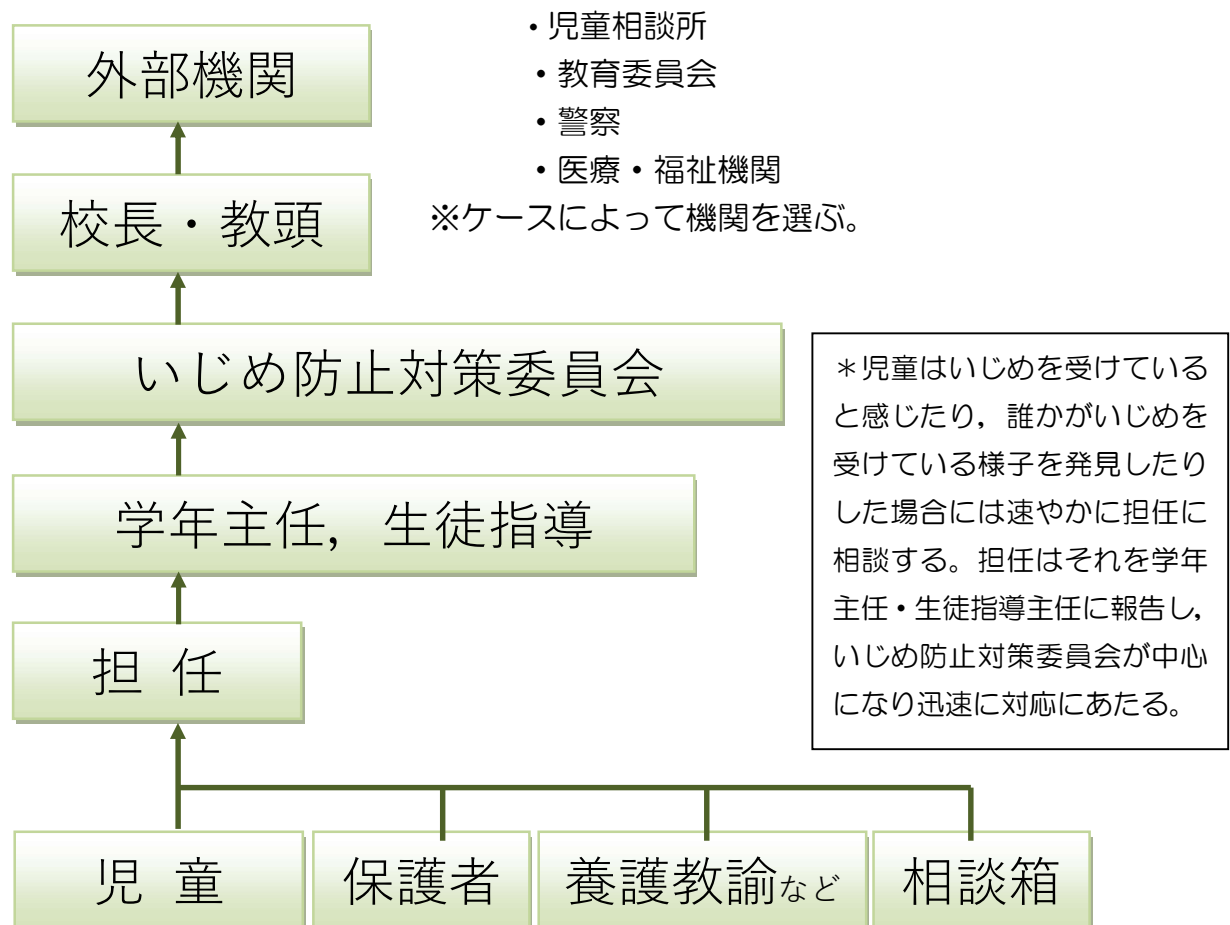 外部機関
・児童相談所
・教育委員会
・警察
・医療・福祉機関
※ケースによって機関を選ぶ。
校長・教頭
いじめ防止対策委員会
学年主任，生徒指導
担 任
＊児童はいじめを受けている
と感じたり，誰かがいじめを
受けている様子を発見したり
した場合には速やかに担任に
相談する。担任はそれを学年
主任・生徒指導主任に報告し，
いじめ防止対策委員会が中心
になり迅速に対応にあたる。
児 童
保護者
養護教諭など
相談箱